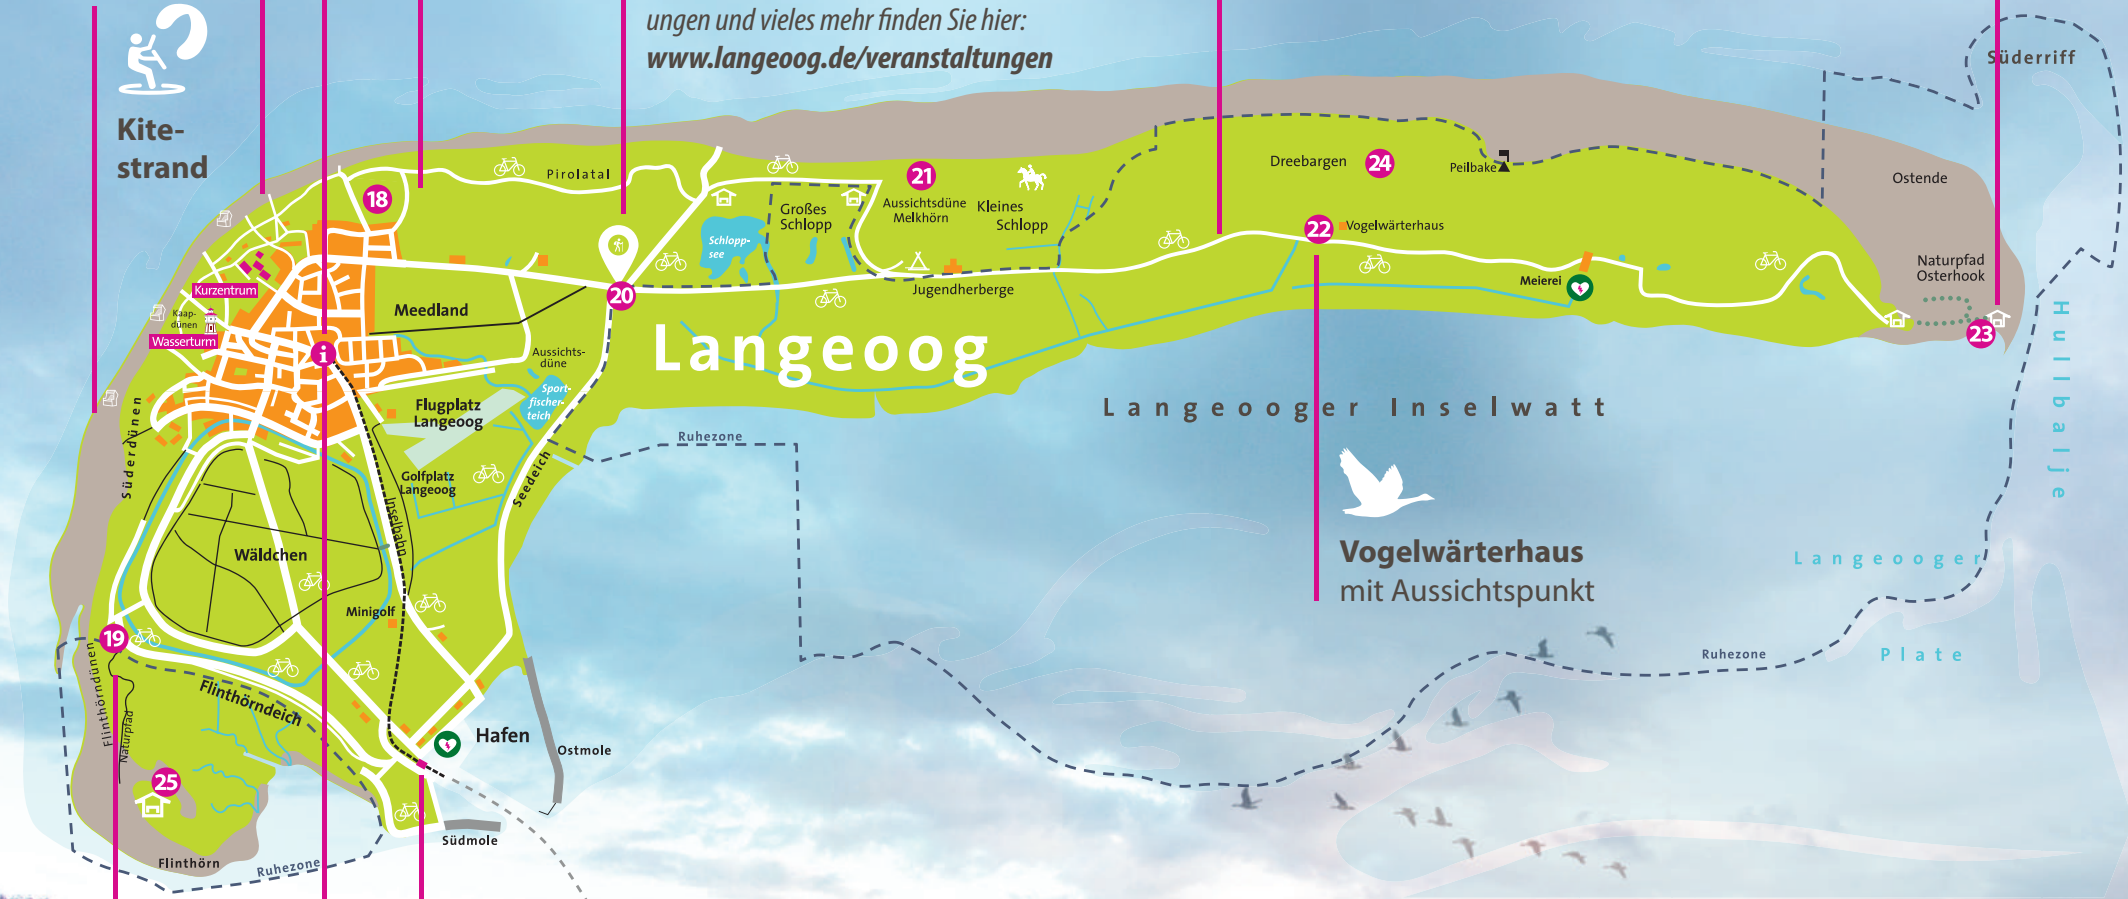 ungen und vieles mehr finden Sie hier:
www.langeoog.de/veranstaltungen
Kite-
strand
Süderriff
18
Pirolatal
21
Aussichtsdüne
Melkhörn
Kleines
Schlopp
Großes
Schlopp
Schlopp-
see
Dreebargen
24
Peilbake
Ostende
22
Vogelwärterhaus
Naturpfad
Osterhook
Meierei
23
Kurzentrum
Kaap-
dünen
Wasserturm
Meedland
20
Jugendherberge
i
Langeoog
Aussichts-
düne
Sport-
fischer-
teich
Flugplatz
Langeoog
Süderdünen
Golfplatz
Langeoog
Seedeich
Inselbahn
Ruhezone
Langeooger Inselwatt
Hullbalje
Vogelwärterhaus
mit Aussichtspunkt
Langeooger
Plate
Ruhezone
Wäldchen
Minigolf
19
Flinthörndünen
Naturpfad
Flinthörndeich
Hafen
Ostmole
25
Südmole
Flinthörn
Ruhezone